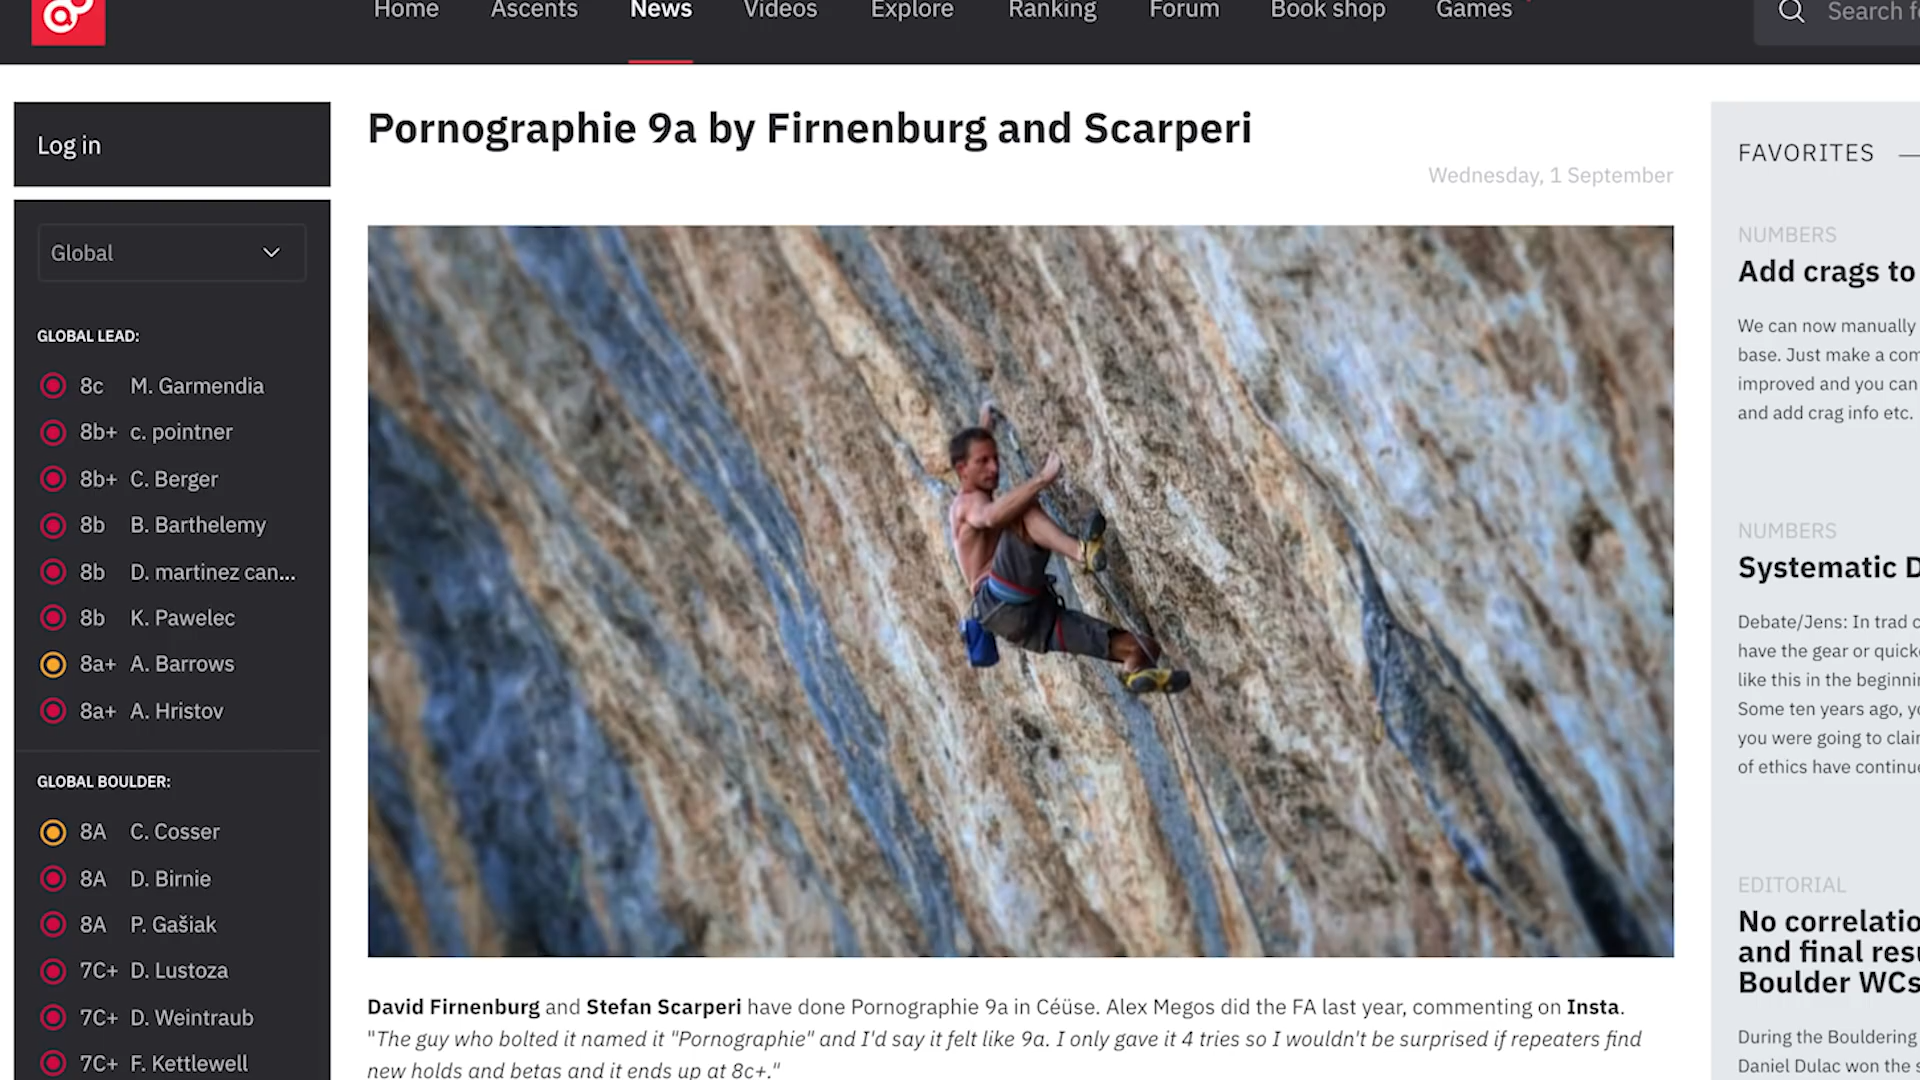 Home Ascents News Videos Explore Ranking Forum Book shop Games
Search f
Log in
Global
GLOBAL LEAD:
8c M. Garmendia
8b+ c. pointner
8b+ C. Berger
8b B. Barthelemy
8b D. martinez can...
8b K. Pawelec
8a+ A. Barrows
8a+ A. Hristov
GLOBAL BOULDER:
8A C. Cosser
8A D. Birnie
8A P. Gašiak
7C+ D. Lustoza
7C+ D. Weintraub
7C+ F. Kettlewell
Pornographie 9a by Firnenburg and Scarperi
Wednesday, 1 September
David Firnenburg and Stefan Scarperi have done Pornographie 9a in Céüse. Alex Megos did the FA last year, commenting on Insta.
"The guy who bolted it named it "Pornographie" and I'd say it felt like 9a. I only gave it 4 tries so I wouldn't be surprised if repeaters find
new holds and betas and it ends up at 8c+."
FAVORITES
NUMBERS
Add crags to
We can now manually
base. Just make a com
improved and you can
and add crag info etc.
NUMBERS
Systematic D
Debate/Jens: In trad c
have the gear or quick
like this in the beginnin
Some ten years ago, yo
you were going to clai
of ethics have continue
EDITORIAL
No correlatio
and final resu
Boulder WCs
During the Bouldering
Daniel Dulac won the s